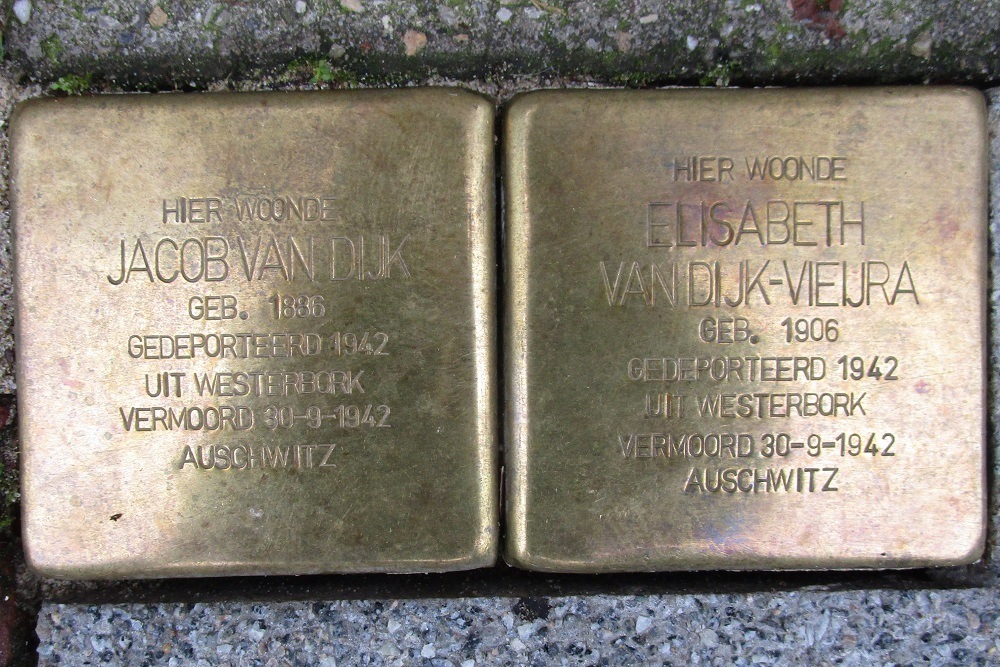 HIER WOONDE
JACOB VAN DIJK
GEB. 1886
GEDEPORTEERD 1942
UIT WESTERBORK
VERMOORD 30-9-1942
AUSCHWITZ
HIER WOONDE
ELISABETH
VAN DIJK-VIEIJRA
GEB. 1906
GEDEPORTEERD 1942
UIT WESTERBORK
VERMOORD 30-9-1942
AUSCHWITZ